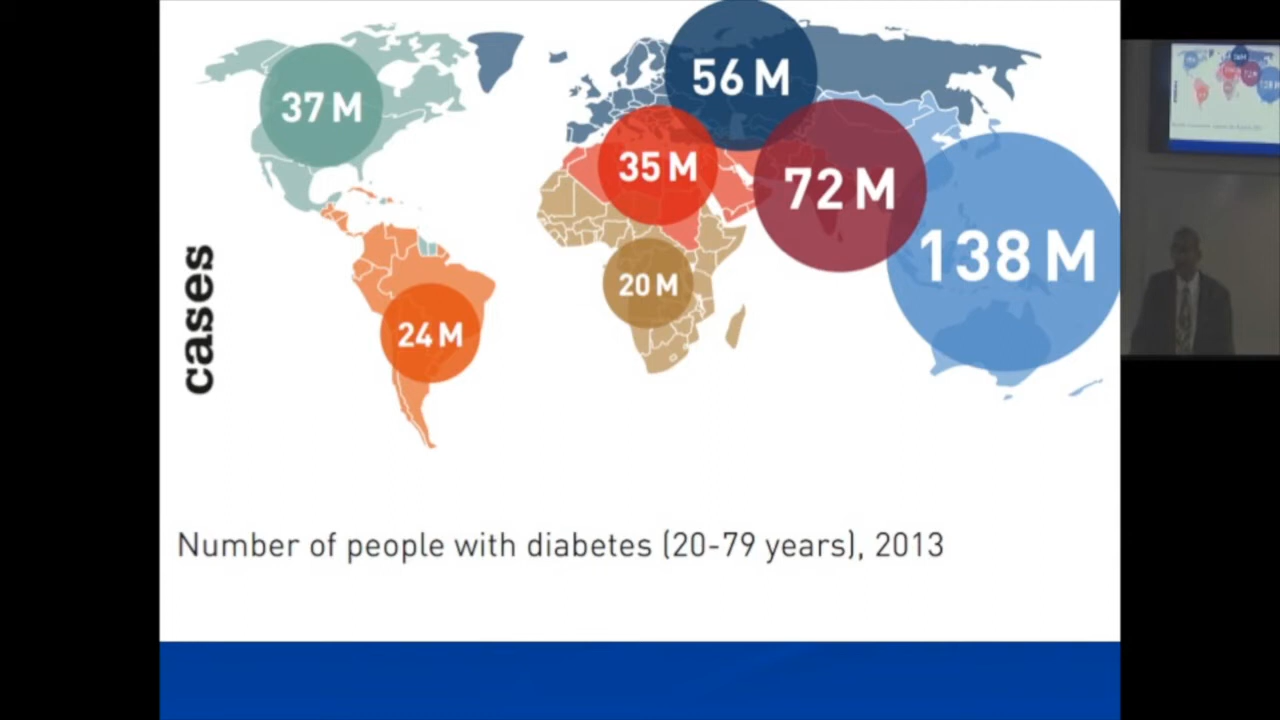 37 M
56 M
35 M
72 M
138 M
20 M
24 M
cases
Number of people with diabetes (20-79 years), 2013